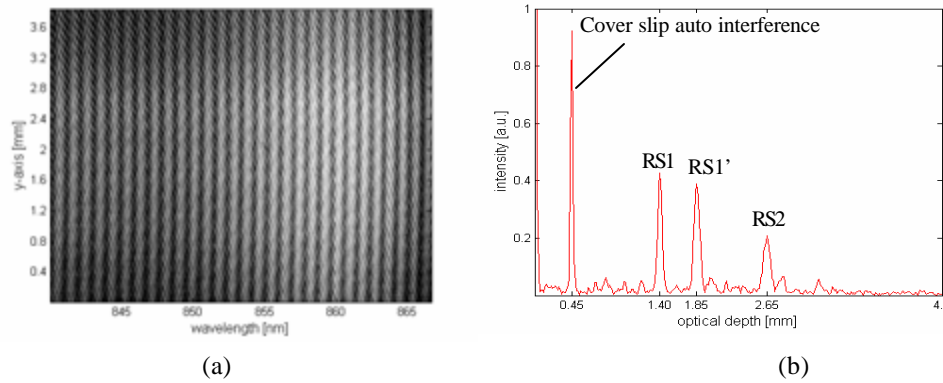 3.6
3.2
2.8
2.4
2
1.6
1.2
0.8
0.4
y-axis [mm]
845 850 855 860 865
wavelength [nm]
(a)
1
0.8
0.6
0.4
0.2
intensity [a.u.]
Cover slip auto interference
RS1 RS1’
RS2
0.45 1.40 1.85 2.65 4.
optical depth [mm]
(b)